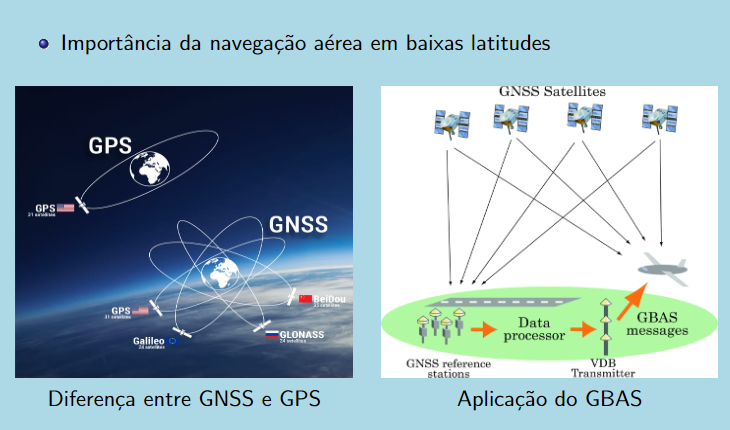 Importância da navegação aérea em baixas latitudes
GPS
GPS
31 satellites
GNSS
GPS
31 satellites
BeiDou
35 satellites
Galileo
24 satellites
GLONASS
24 satellites
GNSS Satellites
Data
processor
GBAS
messages
GNSS reference
stations
VDB
Transmitter
Diferença entre GNSS e GPS
Aplicação do GBAS